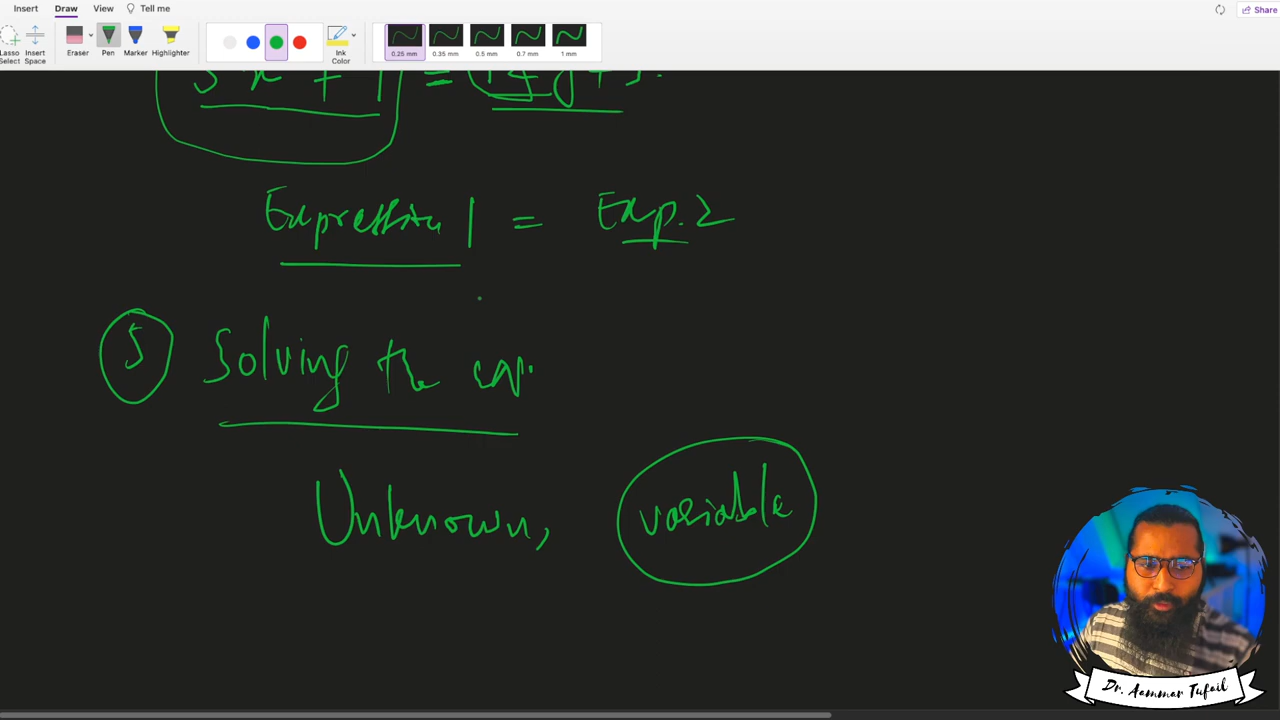 Insert Draw View Tell me Share
Lasso Select Insert Space Eraser Pen Marker Highlighter Ink Color 0.25 mm 0.35 mm 0.5 mm 0.7 mm 1 mm
= 14y+
Expression 1 = Exp. 2
5 Solving the
Unknown, variable
Dr. Aammar Tufail